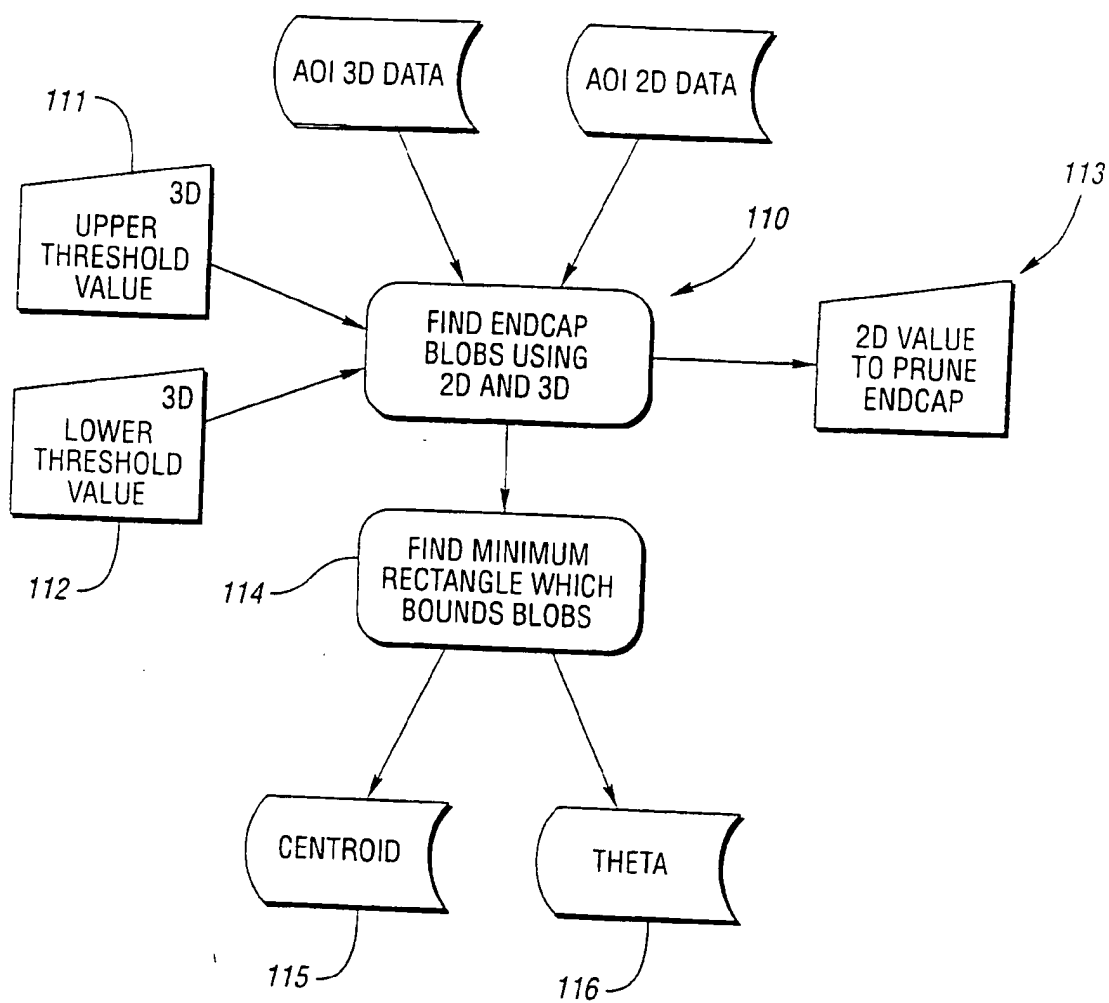 AOI 3D DATA
AOI 2D DATA
111
113
3D
UPPER
THRESHOLD
VALUE
110
FIND ENDCAP
BLOBS USING
2D AND 3D
2D VALUE
TO PRUNE
ENDCAP
3D
LOWER
THRESHOLD
VALUE
112
114
FIND MINIMUM
RECTANGLE WHICH
BOUNDS BLOBS
CENTROID
THETA
115
116